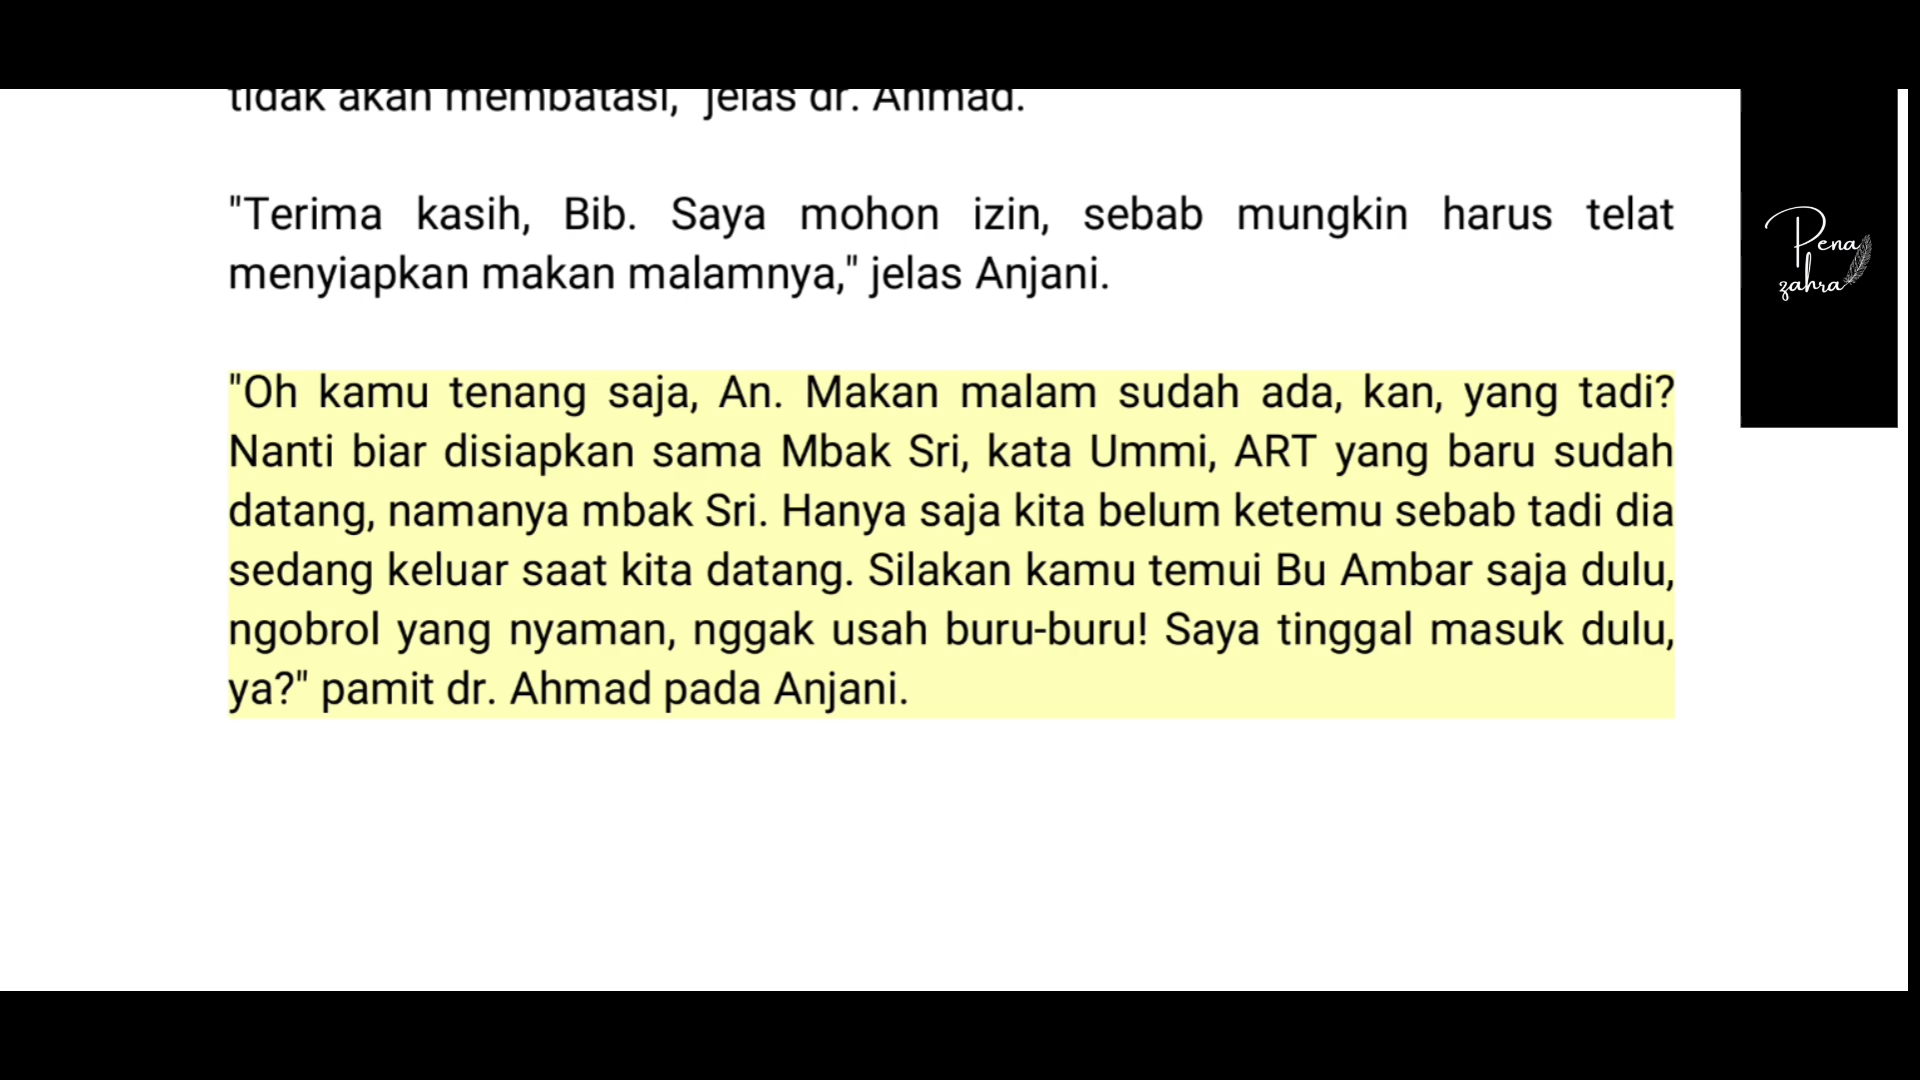 tidak akan membatasi," jelas dr. Ahmad.
"Terima kasih, Bib. Saya mohon izin, sebab mungkin harus telat
menyiapkan makan malamnya," jelas Anjani.
"Oh kamu tenang saja, An. Makan malam sudah ada, kan, yang tadi?
Nanti biar disiapkan sama Mbak Sri, kata Ummi, ART yang baru sudah
datang, namanya mbak Sri. Hanya saja kita belum ketemu sebab tadi dia
sedang keluar saat kita datang. Silakan kamu temui Bu Ambar saja dulu,
ngobrol yang nyaman, nggak usah buru-buru! Saya tinggal masuk dulu,
ya?" pamit dr. Ahmad pada Anjani.
Pena
zahra